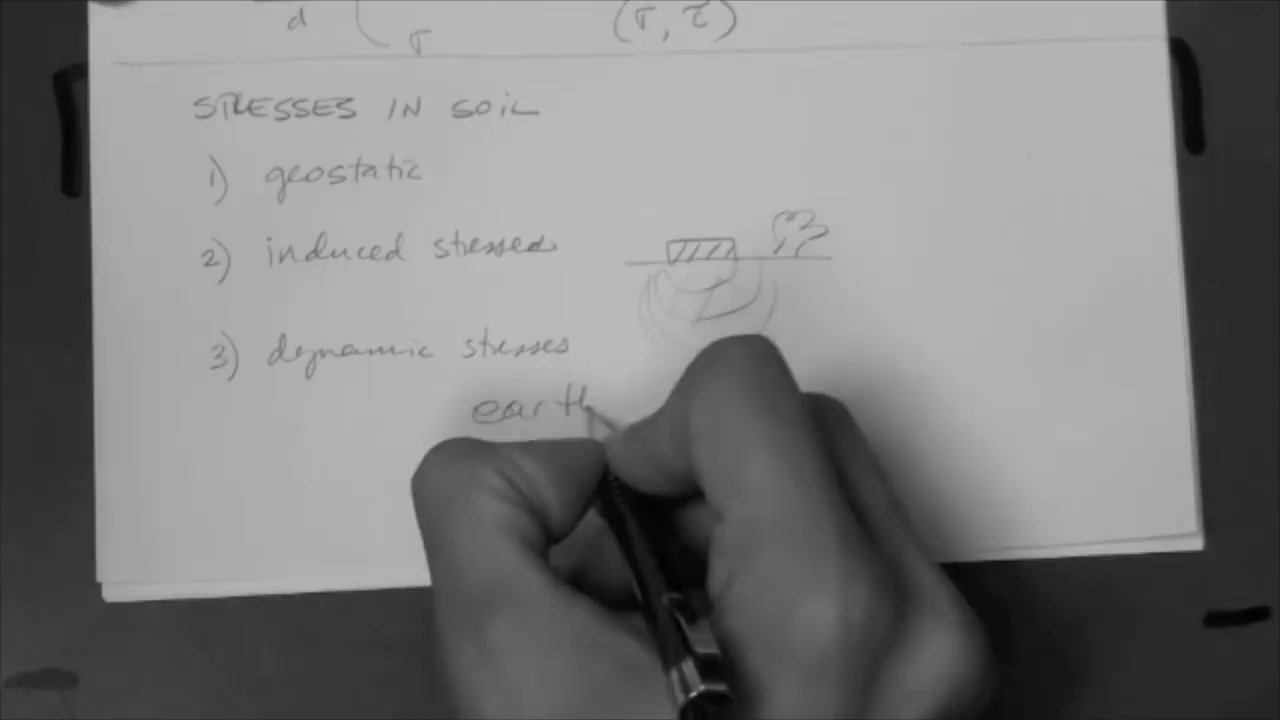 d
σ
(σ, τ)
STRESSES IN SOIL
1) geostatic
2) induced stresses
3) dynamic stresses
earth